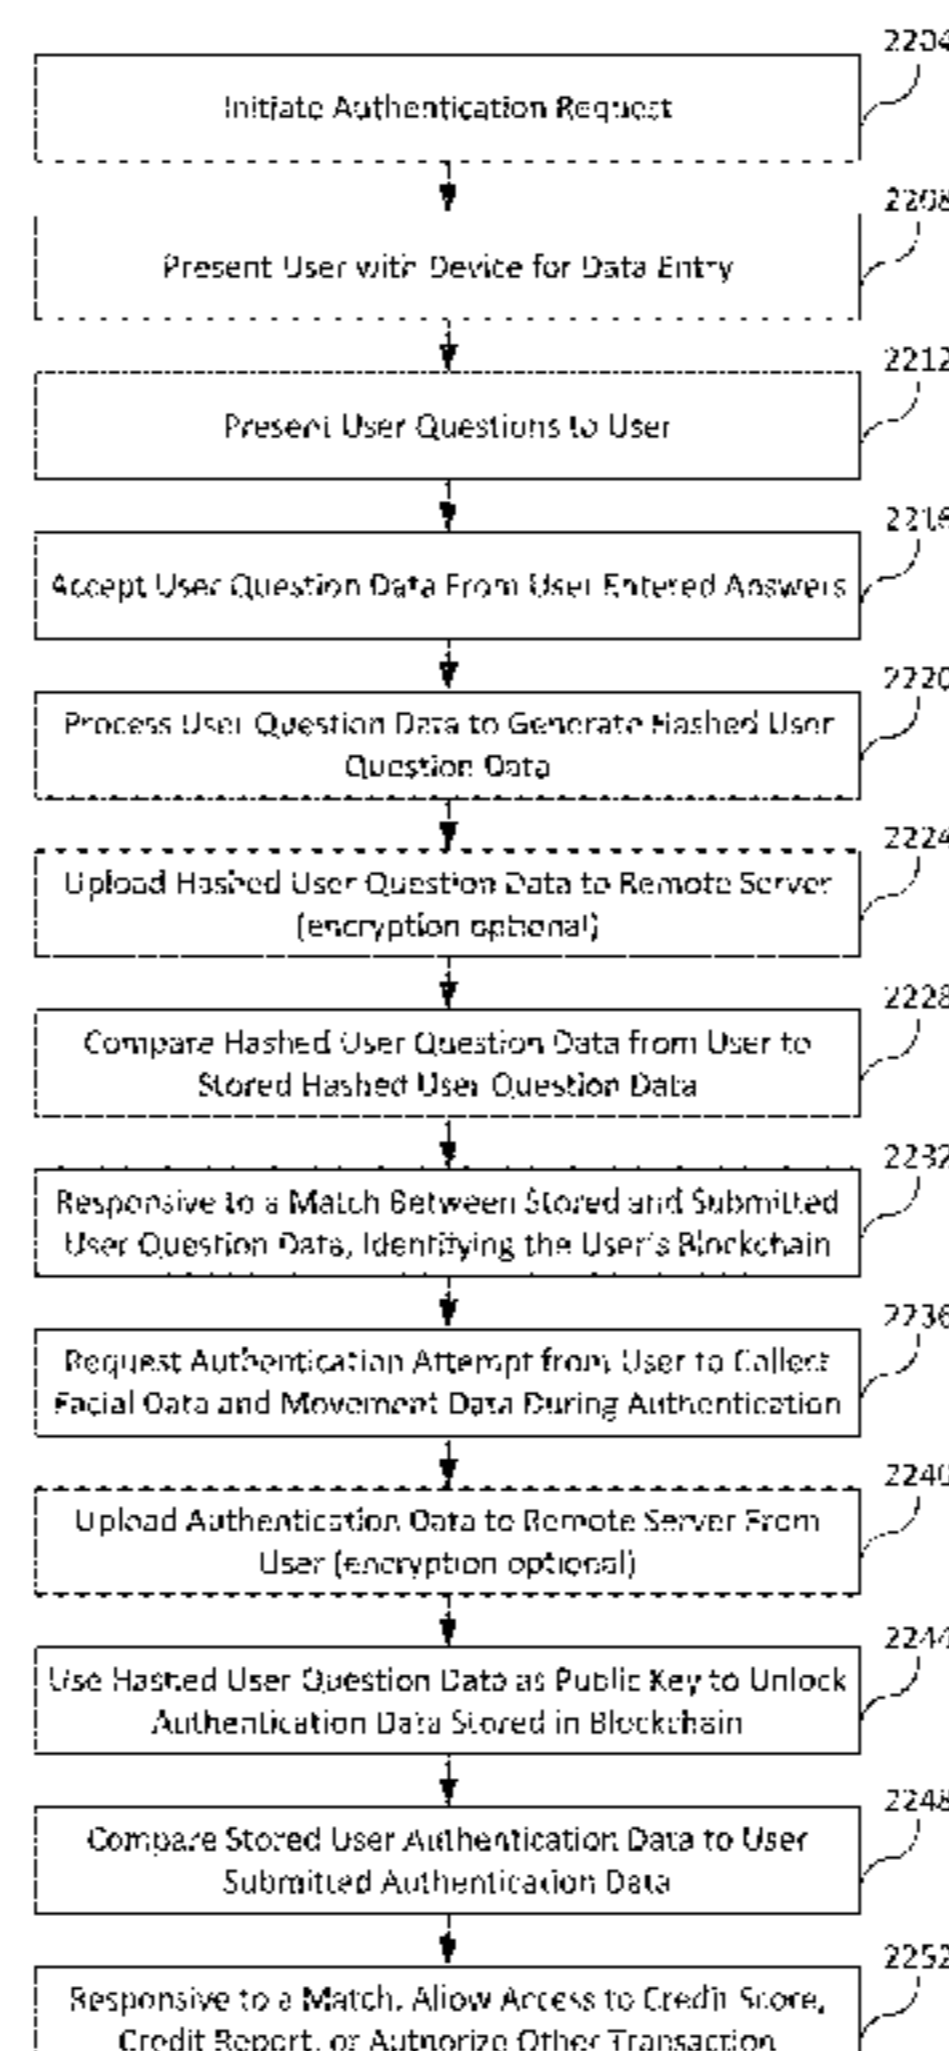 2204
Initiate Authentication Request
2208
Present User with Device for Data Entry
2212
Present User Questions to User
2216
Accept User Question Data From User Entered Answers
2220
Process User Question Data to Generate Hashed User
Question Data
2224
Upload Hashed User Question Data to Remote Server
(encryption optional)
2228
Compare Hashed User Question Data from User to
Stored Hashed User Question Data
2232
Responsive to a Match Between Stored and Submitted
User Question Data, Identifying the User's Blockchain
2236
Request Authentication Attempt from User to Collect
Facial Data and Movement Data During Authentication
2240
Upload Authentication Data to Remote Server From
User (encryption optional)
2244
Use Hashed User Question Data as Public Key to Unlock
Authentication Data Stored in Blockchain
2248
Compare Stored User Authentication Data to User
Submitted Authentication Data
2252
Responsive to a Match, Allow Access to Credit Score,
Credit Report, or Authorize Other Transaction